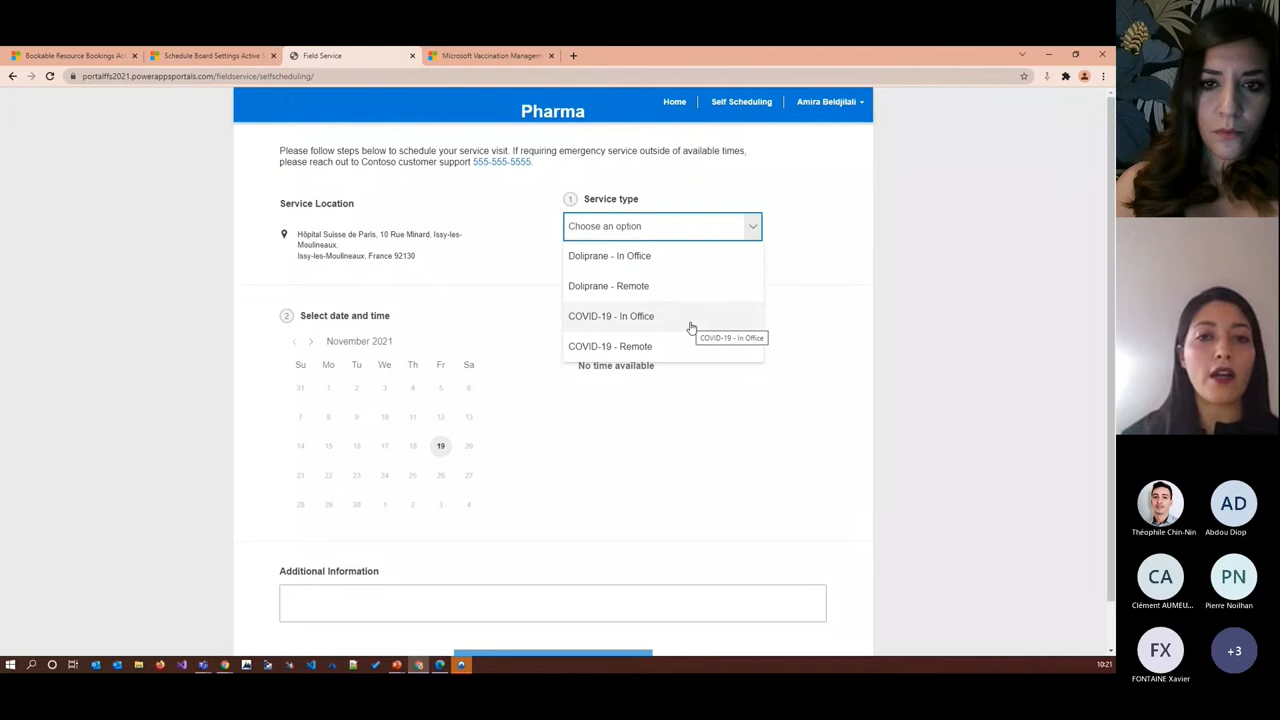 Bookable Resource Bookings Ac
Schedule Board Settings Active S
Field Service
Microsoft Vaccination Managem
portalffs2021.powerappsportals.com/fieldservice/selfscheduling/
Pharma
Home
Self Scheduling
Amira Beldjilali
Please follow steps below to schedule your service visit. If requiring emergency service outside of available times,
please reach out to Contoso customer support 555-555-5555.
Service Location
Hôpital Suisse de Paris, 10 Rue Minard, Issy-les-
Moulineaux,
Issy-les-Moulineaux, France 92130
1 Service type
Choose an option
Doliprane - In Office
Doliprane - Remote
COVID-19 - In Office
COVID-19 - In Office
COVID-19 - Remote
No time available
2 Select date and time
November 2021
Su Mo Tu We Th Fr Sa
31 1 2 3 4 5 6
7 8 9 10 11 12 13
14 15 16 17 18 19 20
21 22 23 24 25 26 27
28 29 30 1 2 3 4
Additional Information
10:21
Théophile Chin-Nin
AD
Abdou Diop
CA
Clément AUMEU...
PN
Pierre Noilhan
FX
FONTAINE Xavier
+3